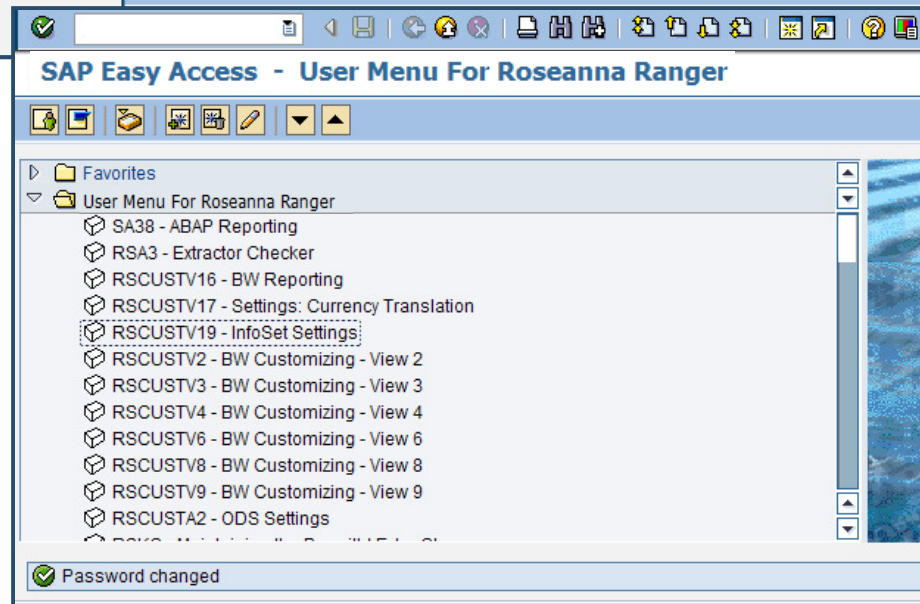 SAP Easy Access - User Menu For Roseanna Ranger
Favorites
User Menu For Roseanna Ranger
SA38 - ABAP Reporting
RSA3 - Extractor Checker
RSCUSTV16 - BW Reporting
RSCUSTV17 - Settings: Currency Translation
RSCUSTV19 - InfoSet Settings
RSCUSTV2 - BW Customizing - View 2
RSCUSTV3 - BW Customizing - View 3
RSCUSTV4 - BW Customizing - View 4
RSCUSTV6 - BW Customizing - View 6
RSCUSTV8 - BW Customizing - View 8
RSCUSTV9 - BW Customizing - View 9
RSCUSTA2 - ODS Settings
Password changed